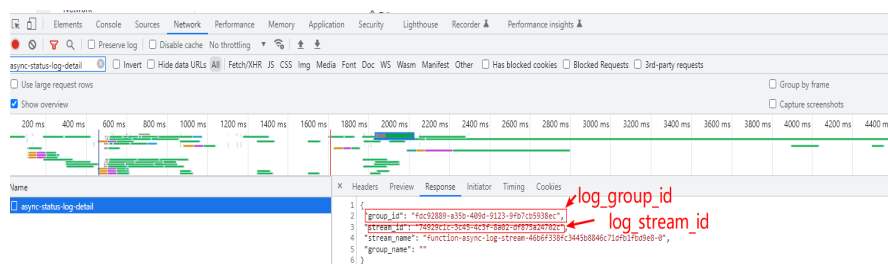 Elements Console Sources Network Performance Memory Application Security Lighthouse Recorder Performance insights
Preserve log Disable cache No throttling
async-status-log-detail Invert Hide data URLs All Fetch/XHR JS CSS Img Media Font Doc WS Wasm Manifest Other Has blocked cookies Blocked Requests 3rd-party requests
Use large request rows Group by frame
Show overview Capture screenshots
200 ms 400 ms 600 ms 800 ms 1000 ms 1200 ms 1400 ms 1600 ms 1800 ms 2000 ms 2200 ms 2400 ms 2600 ms 2800 ms 3000 ms 3200 ms 3400 ms 3600 ms 3800 ms 4000 ms 4200 ms 4400 m
Name × Headers Preview Response Initiator Timing Cookies
async-status-log-detail
log_group_id
log_stream_id
1 {
2 "group_id": "fdc92889-a35b-409d-9123-9fb7cb5938ec",
3 "stream_id": "74929c1c-3c45-4c3f-8a02-df875a24702c",
4 "stream_name": "function-async-log-stream-46b6f338fc3445b8846c71dfb1fbd9e8-0",
5 "group_name": ""
6 }